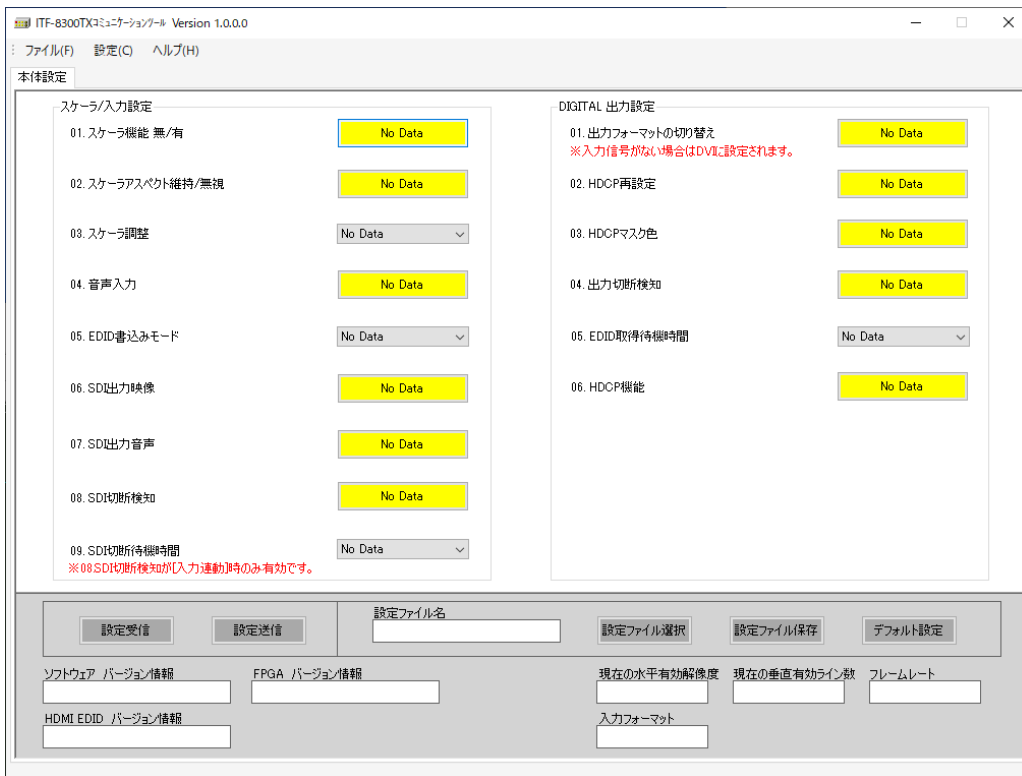 ITF-8300TXｺﾐｭﾆｹｰｼｮﾝﾂｰﾙ Version 1.0.0.0
ファイル(F) 設定(C) ヘルプ(H)
本体設定
スケーラ/入力設定
01. スケーラ機能 無/有 No Data
02. スケーラアスペクト維持/無視 No Data
03. スケーラ調整 No Data
04. 音声入力 No Data
05. EDID書込みモード No Data
06. SDI出力映像 No Data
07. SDI出力音声 No Data
08. SDI切断検知 No Data
09. SDI切断待機時間 No Data
※08.SDI切断検知が[入力連動]時のみ有効です。
DIGITAL 出力設定
01. 出力フォーマットの切り替え No Data
※入力信号がない場合はDVIに設定されます。
02. HDCP再設定 No Data
03. HDCPマスク色 No Data
04. 出力切断検知 No Data
05. EDID取得待機時間 No Data
06. HDCP機能 No Data
設定受信 設定送信
設定ファイル名
設定ファイル選択 設定ファイル保存 デフォルト設定
ソフトウェア バージョン情報 FPGA バージョン情報 現在の水平有効解像度 現在の垂直有効ライン数 フレームレート
HDMI EDID バージョン情報 入力フォーマット